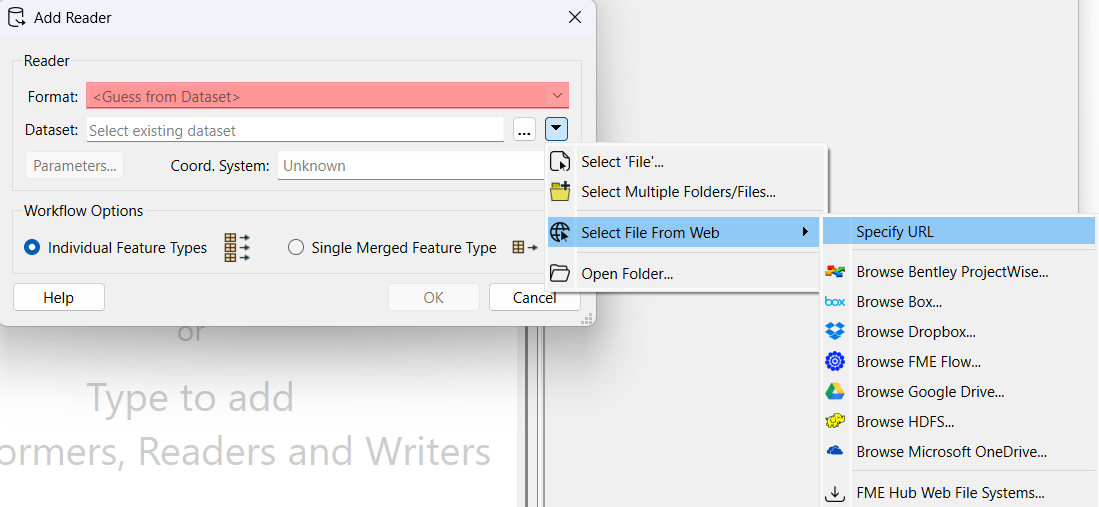 Add Reader
Reader
Format: <Guess from Dataset>
Dataset: Select existing dataset ...
Parameters... Coord. System: Unknown
Workflow Options
Individual Feature Types Single Merged Feature Type
Help OK Cancel
Select 'File'...
Select Multiple Folders/Files...
Select File From Web
Open Folder...
Specify URL
Browse Bentley ProjectWise...
box Browse Box...
Browse Dropbox...
Browse FME Flow...
Browse Google Drive...
Browse HDFS...
Browse Microsoft OneDrive...
FME Hub Web File Systems...
or
Type to add
ormers, Readers and Writers